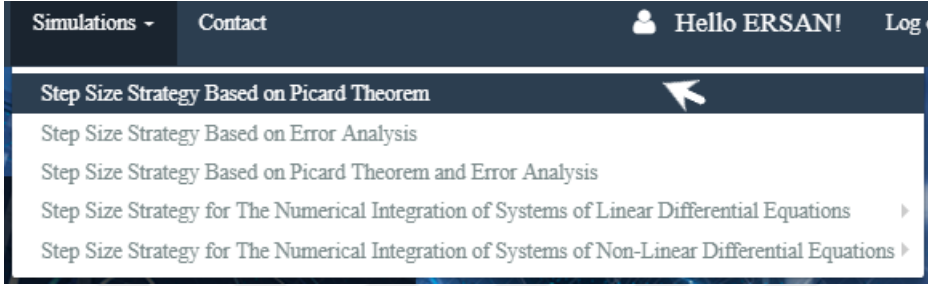 Simulations Contact Hello ERSAN! Log
Step Size Strategy Based on Picard Theorem
Step Size Strategy Based on Error Analysis
Step Size Strategy Based on Picard Theorem and Error Analysis
Step Size Strategy for The Numerical Integration of Systems of Linear Differential Equations
Step Size Strategy for The Numerical Integration of Systems of Non-Linear Differential Equations